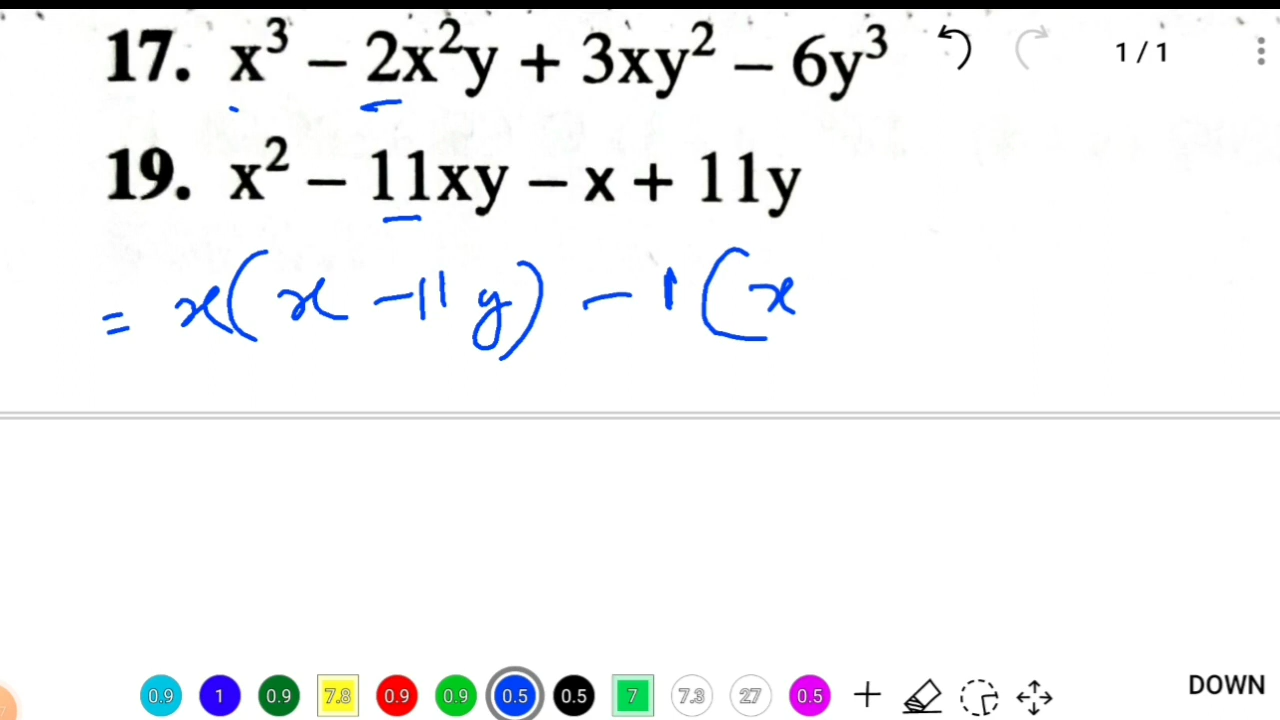 17. x³ – 2x²y + 3xy² – 6y³
1/1
19. x² – 11xy – x + 11y
= x(x - 11y) - 1(x
0.9 1 0.9 7.8 0.9 0.9 0.5 0.5 7 7.3 27 0.5
DOWN